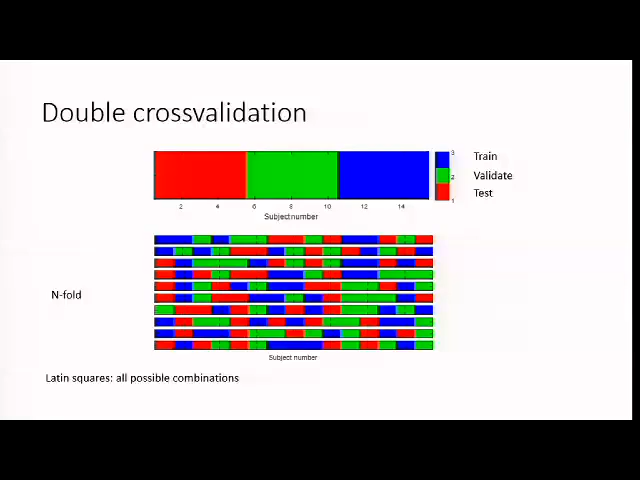 Double crossvalidation
3
2
1
Train
Validate
Test
2 4 6 8 10 12 14
Subject number
N-fold
Subject number
Latin squares: all possible combinations